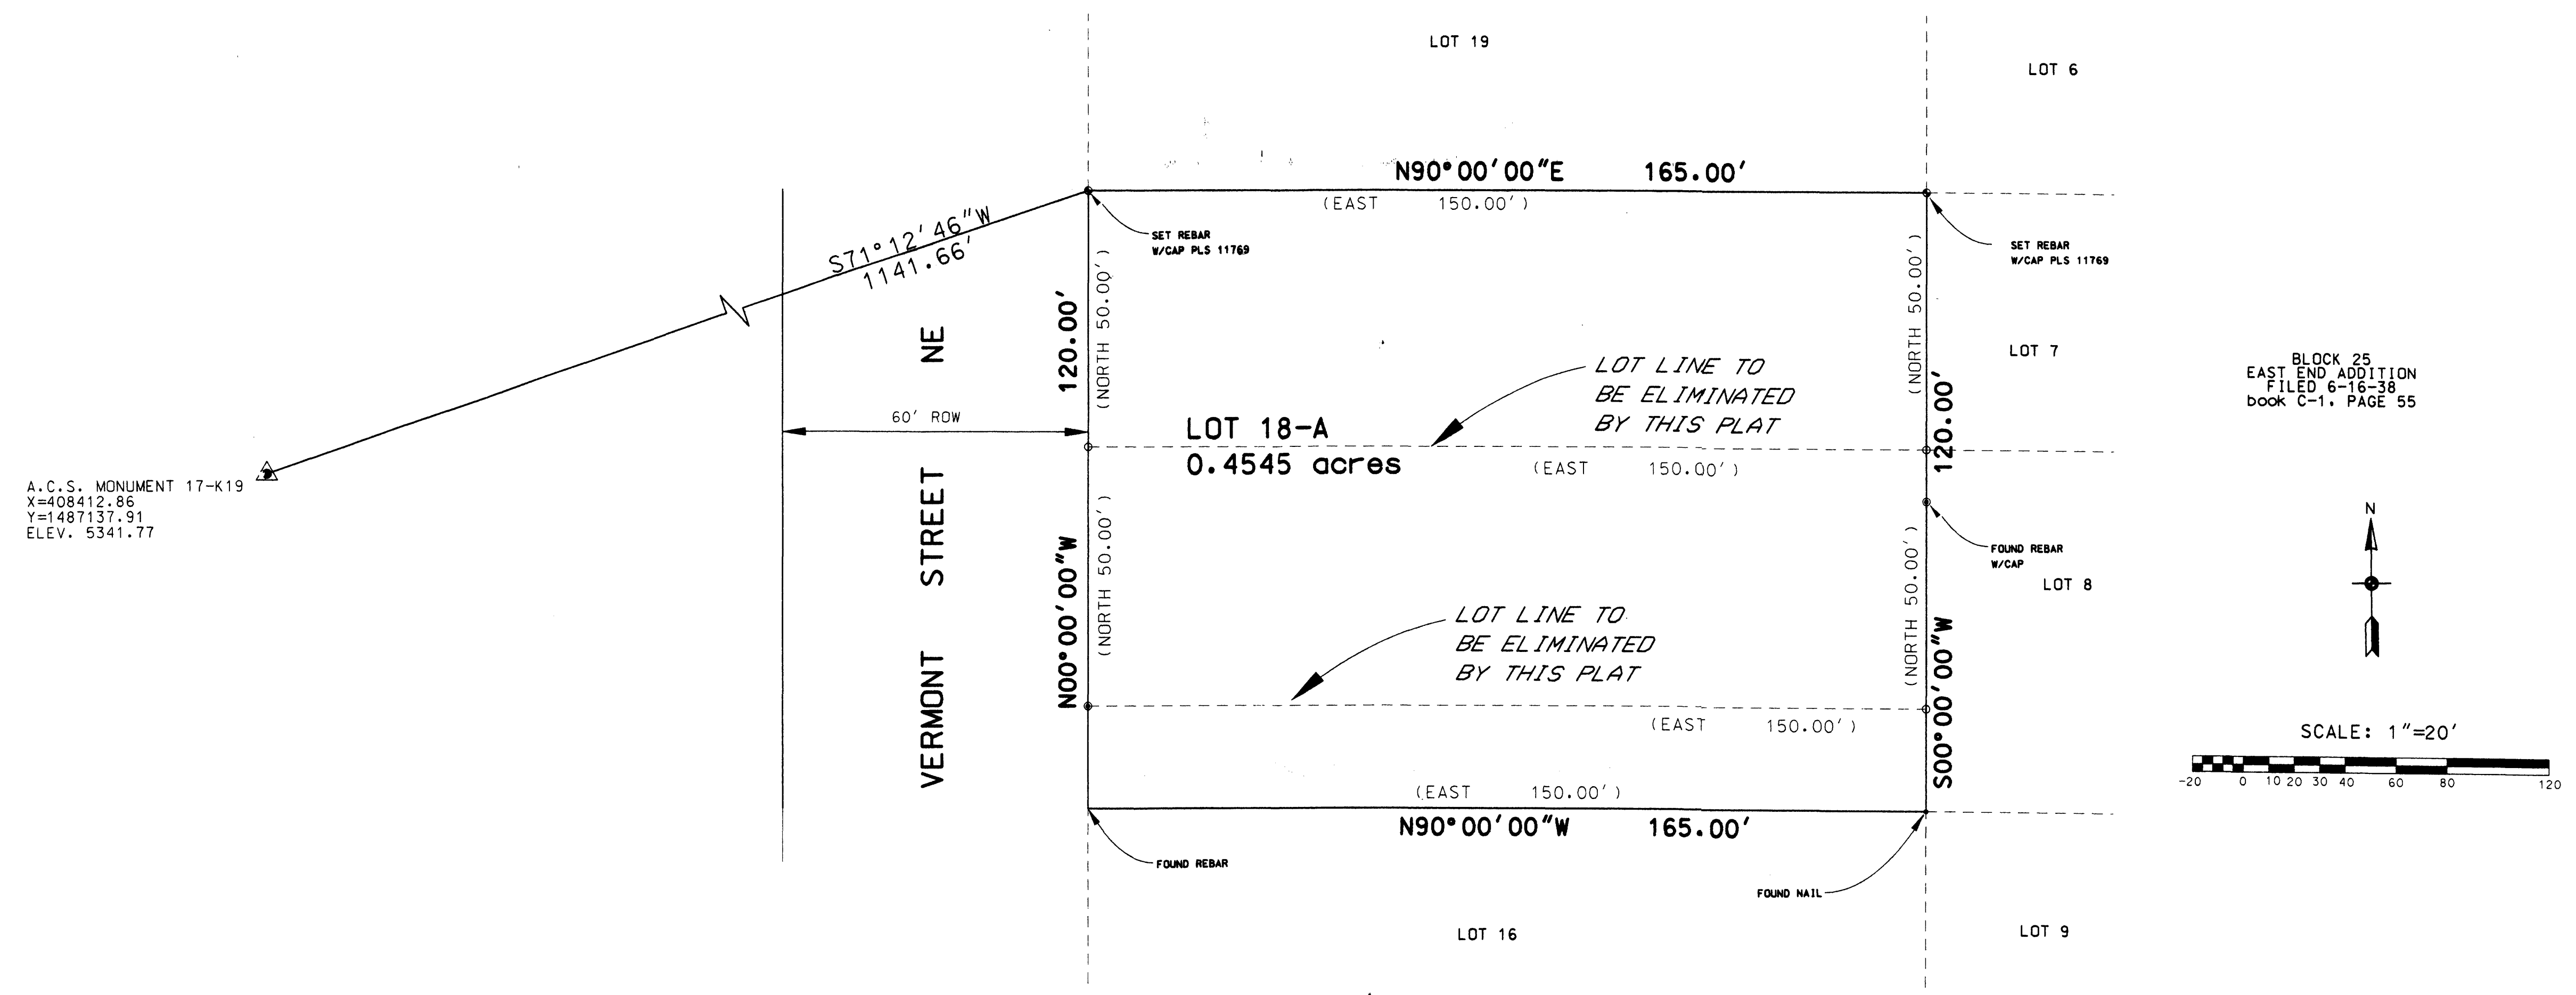 LOT 19
LOT 6
N90°00'00"E 165.00'
(EAST 150.00')
S71°12'46"W
1141.66'
SET REBAR
W/CAP PLS 11769
SET REBAR
W/CAP PLS 11769
(NORTH 50.00')
(NORTH 50.00')
N00°00'00"W 120.00'
S00°00'00"W 120.00'
VERMONT STREET NE
60' ROW
LOT 7
LOT LINE TO
BE ELIMINATED
BY THIS PLAT
LOT 18-A
0.4545 acres
(EAST 150.00')
BLOCK 25
EAST END ADDITION
FILED 6-16-38
book C-1. PAGE 55
A.C.S. MONUMENT 17-K19
X=408412.86
Y=1487137.91
ELEV. 5341.77
(NORTH 50.00')
(NORTH 50.00')
FOUND REBAR
W/CAP
LOT 8
N
LOT LINE TO
BE ELIMINATED
BY THIS PLAT
(EAST 150.00')
SCALE: 1"=20'
-20 0 10 20 30 40 60 80 120
(EAST 150.00')
N90°00'00"W 165.00'
FOUND REBAR
FOUND NAIL
LOT 16
LOT 9